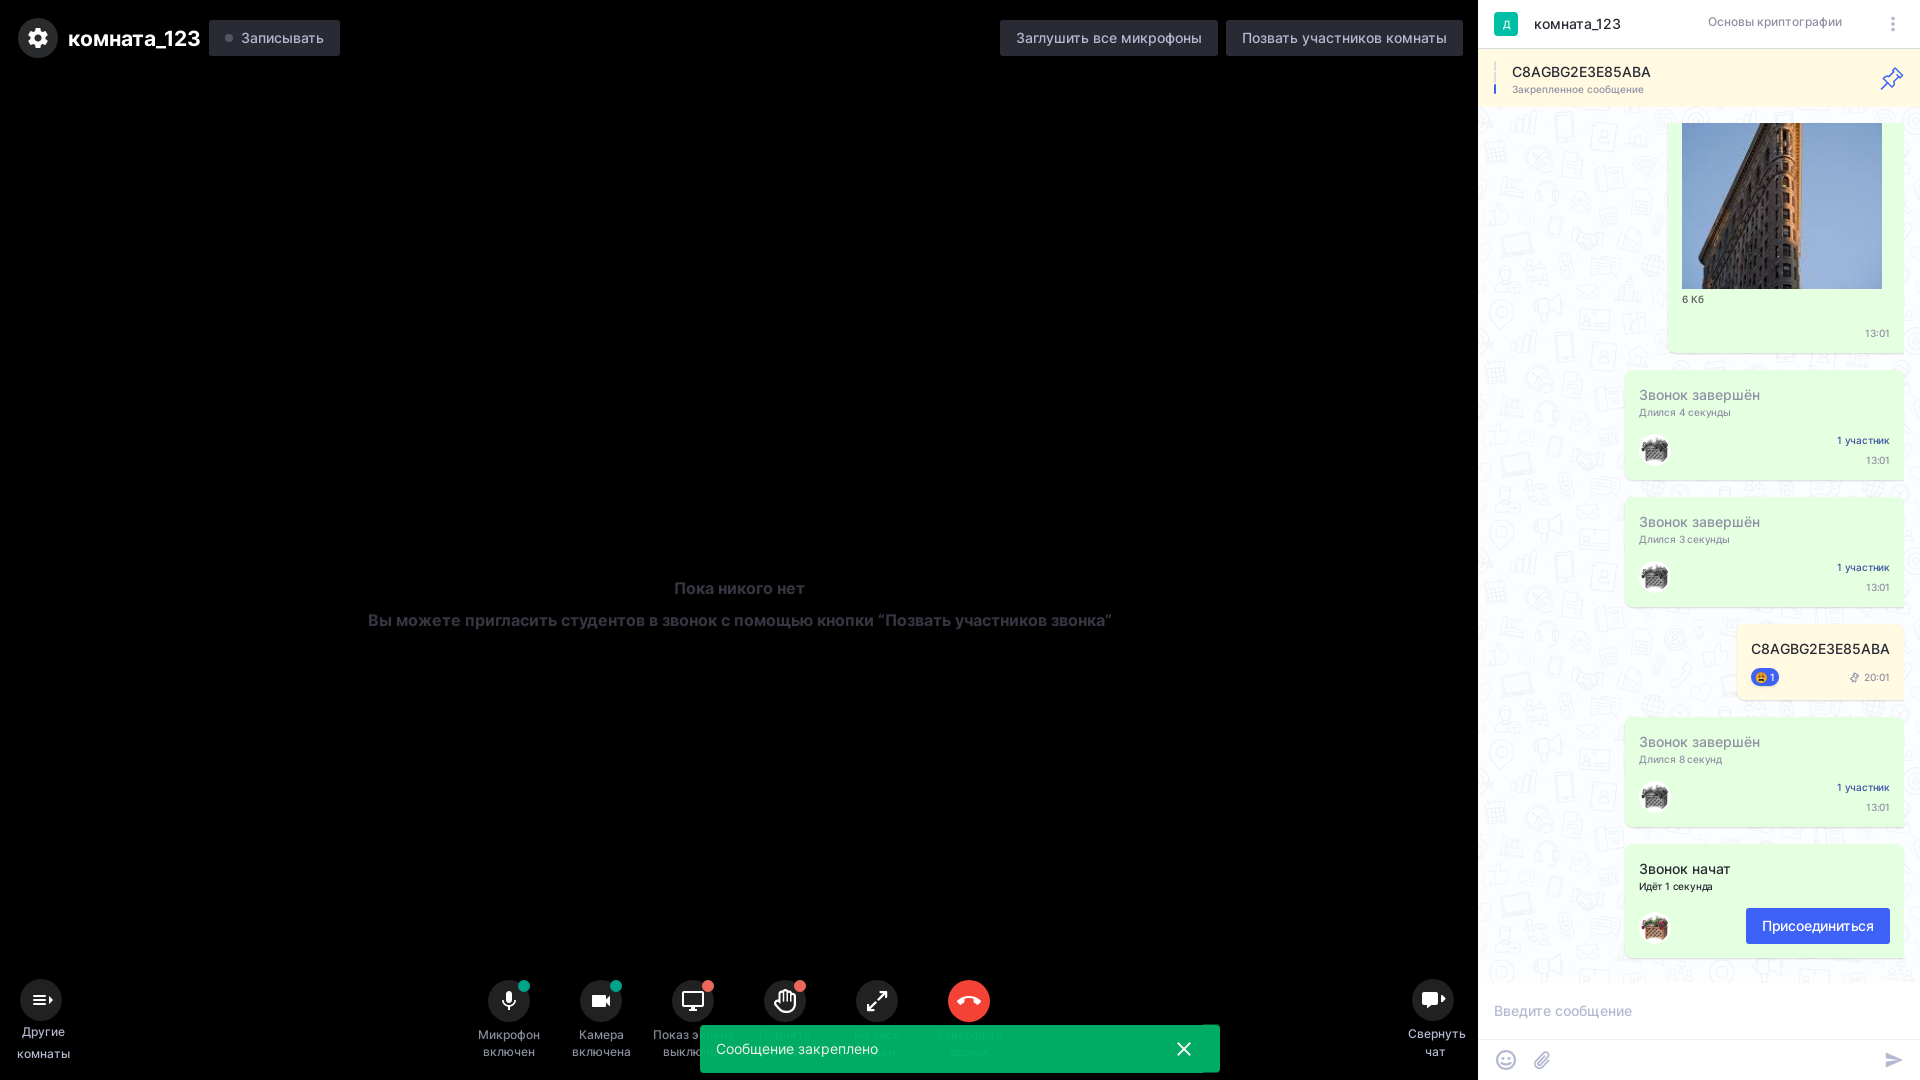 комната_123
Записывать
Заглушить все микрофоны
Позвать участников комнаты
Д
комната_123
Основы криптографии
C8AGBG2E3E85ABA
Закрепленное сообщение
6 Кб
13:01
Звонок завершён
Длился 4 секунды
1 участник
13:01
Звонок завершён
Длился 3 секунды
1 участник
13:01
C8AGBG2E3E85ABA
1
20:01
Звонок завершён
Длился 8 секунд
1 участник
13:01
Звонок начат
Идёт 1 секунда
Присоединиться
Пока никого нет
Вы можете пригласить студентов в звонок с помощью кнопки “Позвать участников звонка”
Другие
комнаты
Микрофон
включен
Камера
включена
Показ
Сообщение закреплено
Свернуть
чат
Введите сообщение